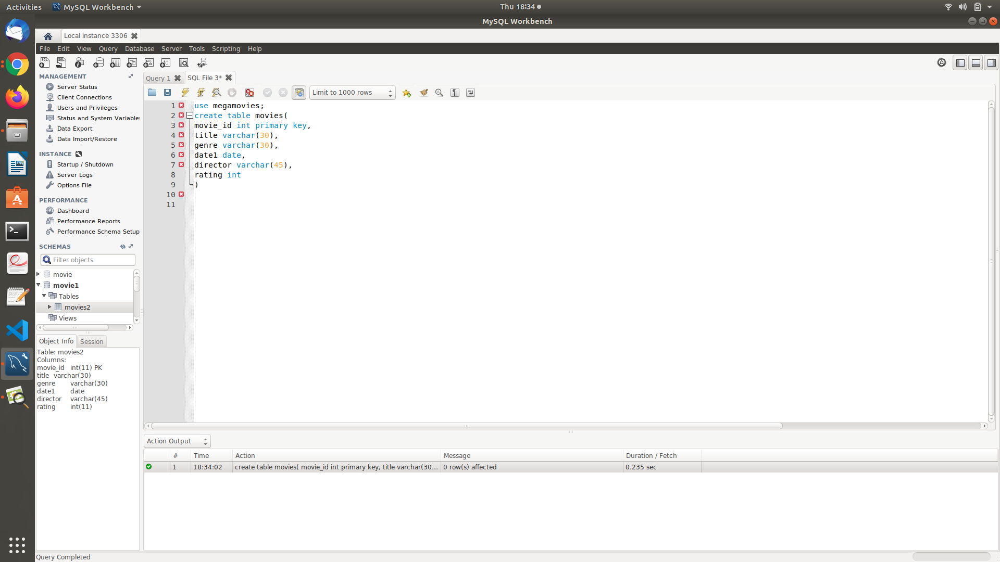 Activities
MySQL Workbench
Thu 18:34
MySQL Workbench
Local instance 3306
File Edit View Query Database Server Tools Scripting Help
MANAGEMENT
Server Status
Client Connections
Users and Privileges
Status and System Variables
Data Export
Data Import/Restore
INSTANCE
Startup / Shutdown
Server Logs
Options File
PERFORMANCE
Dashboard
Performance Reports
Performance Schema Setup
SCHEMAS
Filter objects
movie
movie1
Tables
movies2
Views
Object Info Session
Table: movies2
Columns:
movie_id int(11) PK
title varchar(30)
genre varchar(30)
date1 date
director varchar(45)
rating int(11)
Query 1 SQL File 3*
Limit to 1000 rows
1 use megamovies;
2 create table movies(
3 movie_id int primary key,
4 title varchar(30),
5 genre varchar(30),
6 date1 date,
7 director varchar(45),
8 rating int
9 )
10
11
Action Output
# Time Action Message Duration / Fetch
1 18:34:02 create table movies( movie_id int primary key, title varchar(30... 0 row(s) affected 0.235 sec
Query Completed